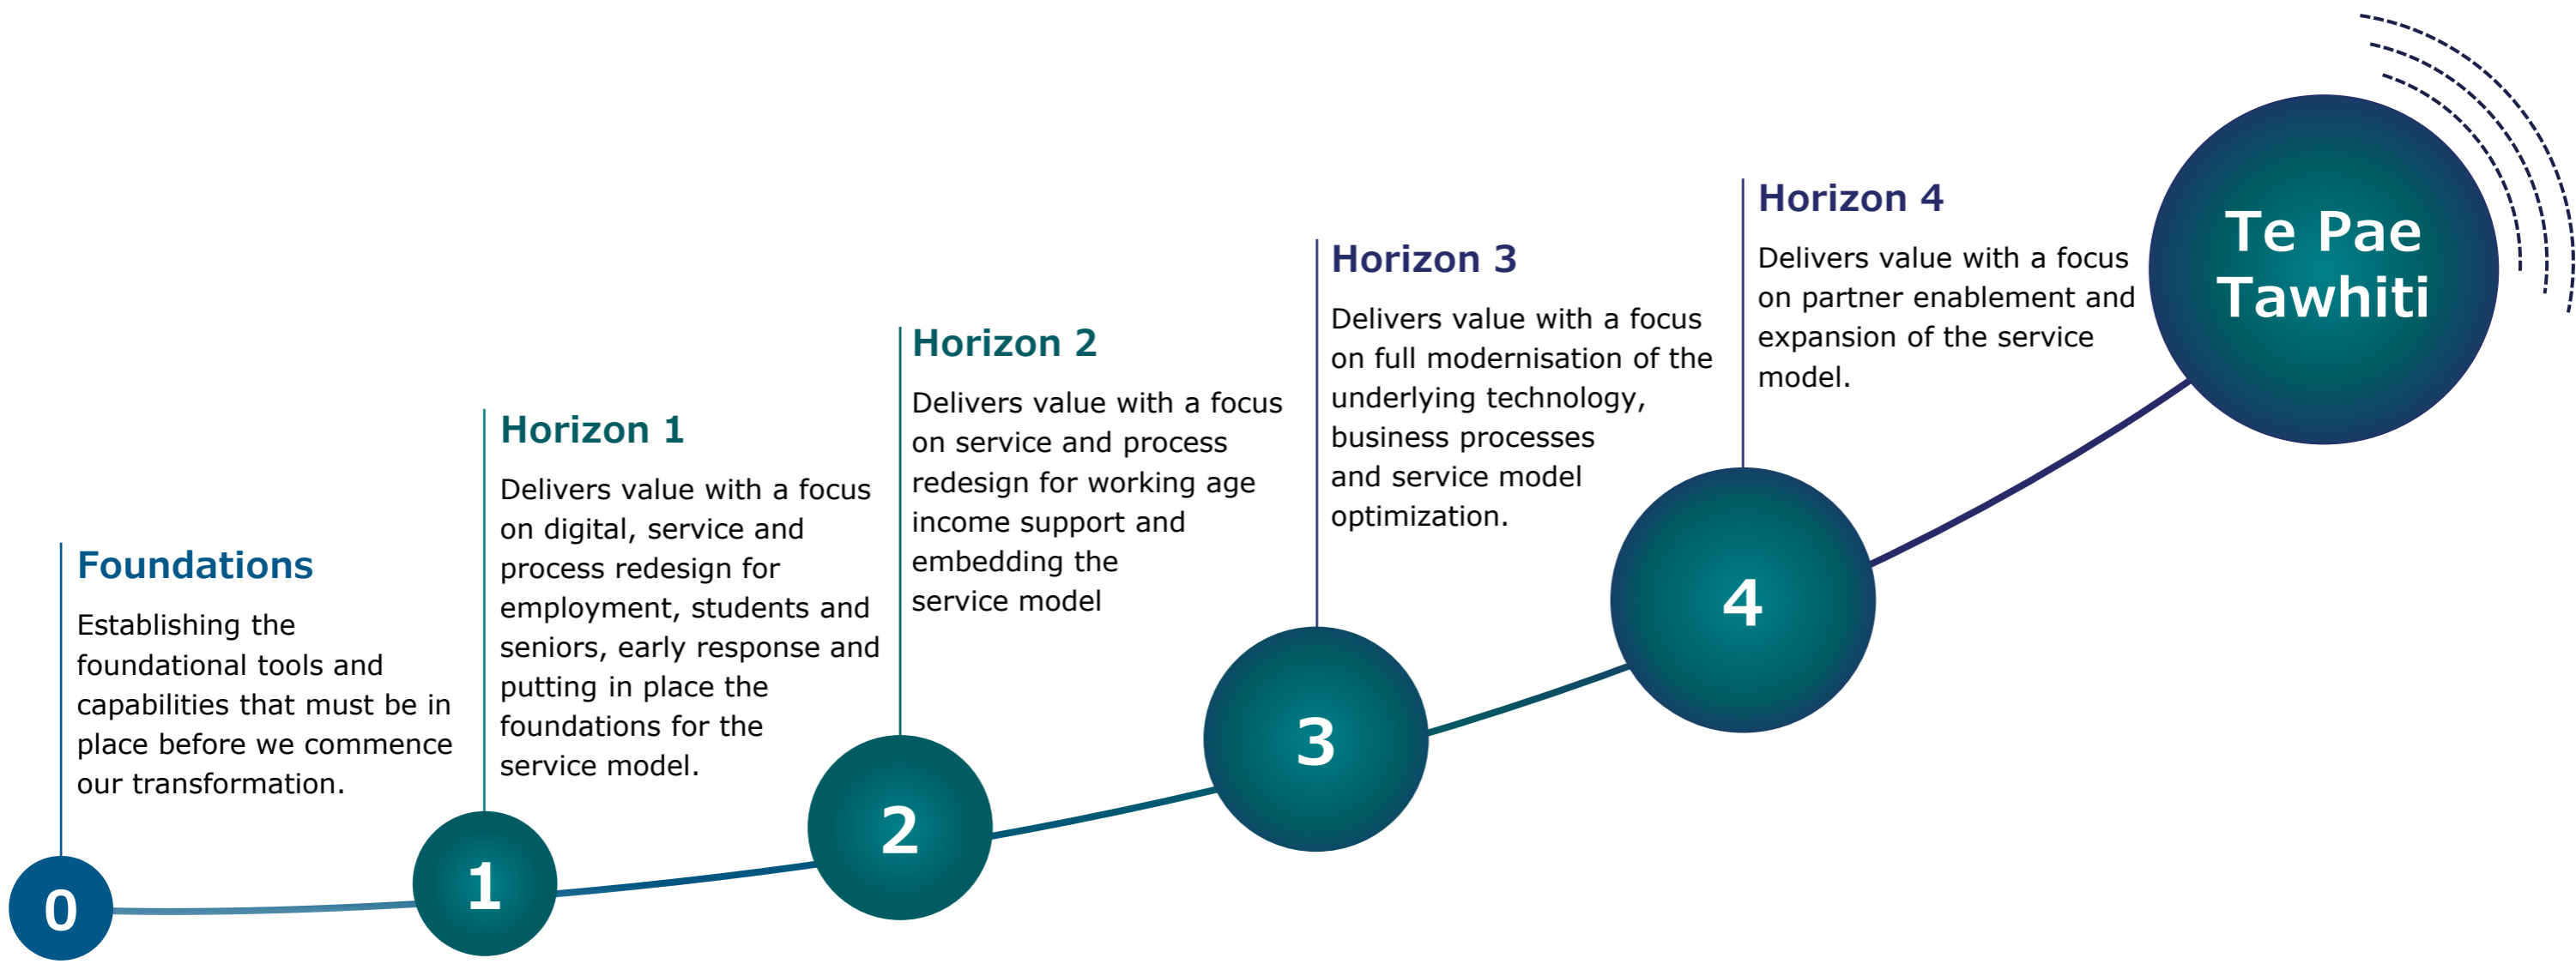 Foundations
Establishing the
foundational tools and
capabilities that must be in
place before we commence
our transformation.
0
Horizon 1
Delivers value with a focus
on digital, service and
process redesign for
employment, students and
seniors, early response and
putting in place the
foundations for the
service model.
1
Horizon 2
Delivers value with a focus
on service and process
redesign for working age
income support and
embedding the
service model
2
Horizon 3
Delivers value with a focus
on full modernisation of the
underlying technology,
business processes
and service model
optimization.
3
Horizon 4
Delivers value with a focus
on partner enablement and
expansion of the service
model.
4
Te Pae
Tawhiti